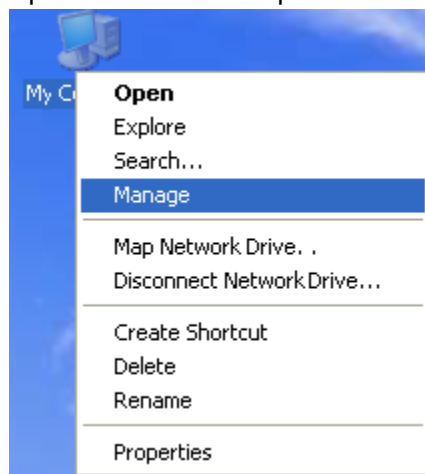 My C
Open
Explore
Search...
Manage
Map Network Drive. .
Disconnect Network Drive...
Create Shortcut
Delete
Rename
Properties